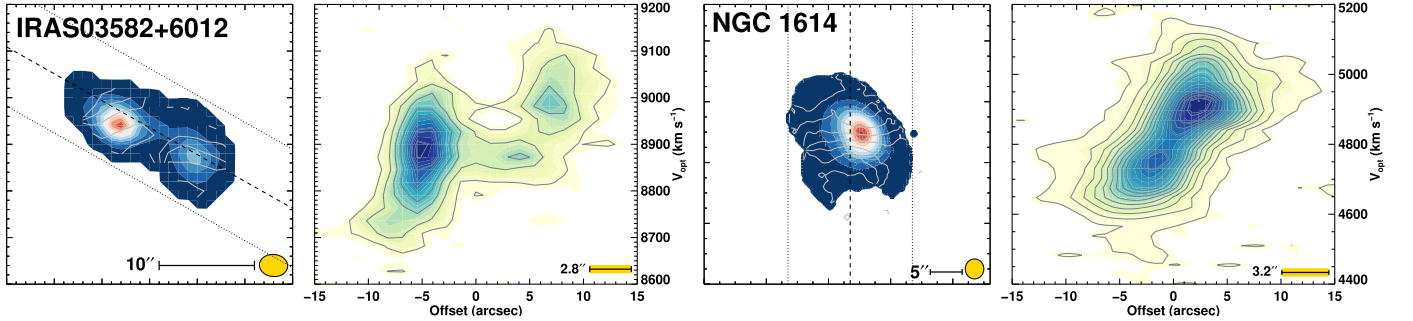 IRAS03582+6012
10′′
9200
9100
9000
8900
8800
8700
8600
V_opt (km s⁻¹)
2.8′′
−15 −10 −5 0 5 10 15
Offset (arcsec)
NGC 1614
5′′
5200
5000
4800
4600
4400
V_opt (km s⁻¹)
3.2′′
−15 −10 −5 0 5 10 15
Offset (arcsec)